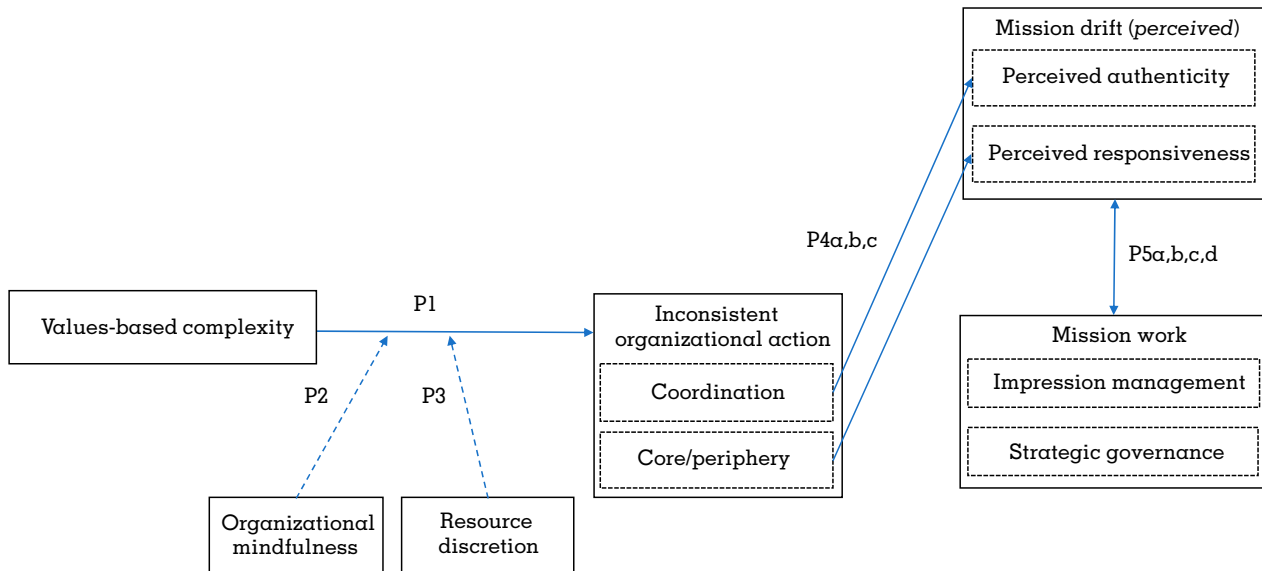 Mission drift (perceived)
Perceived authenticity
Perceived responsiveness
P4a,b,c
P5a,b,c,d
Values-based complexity
P1
Inconsistent
organizational action
Coordination
Core/periphery
Mission work
Impression management
Strategic governance
P2
P3
Organizational
mindfulness
Resource
discretion